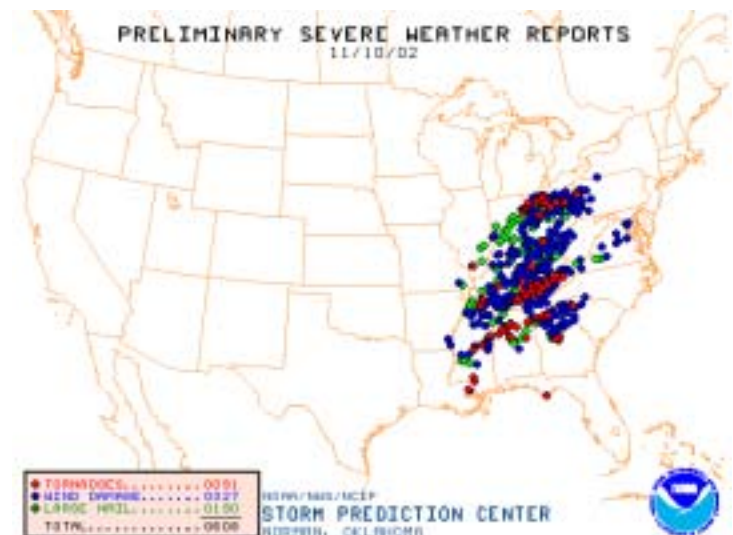 PRELIMINARY SEVERE WEATHER REPORTS
11/10/02
TORNADOES.........0091
WIND DAMAGE.......0327
LARGE HAIL........0190
TOTAL.............0608
NOAA/NWS/NCEP
STORM PREDICTION CENTER
NORMAN, OKLAHOMA